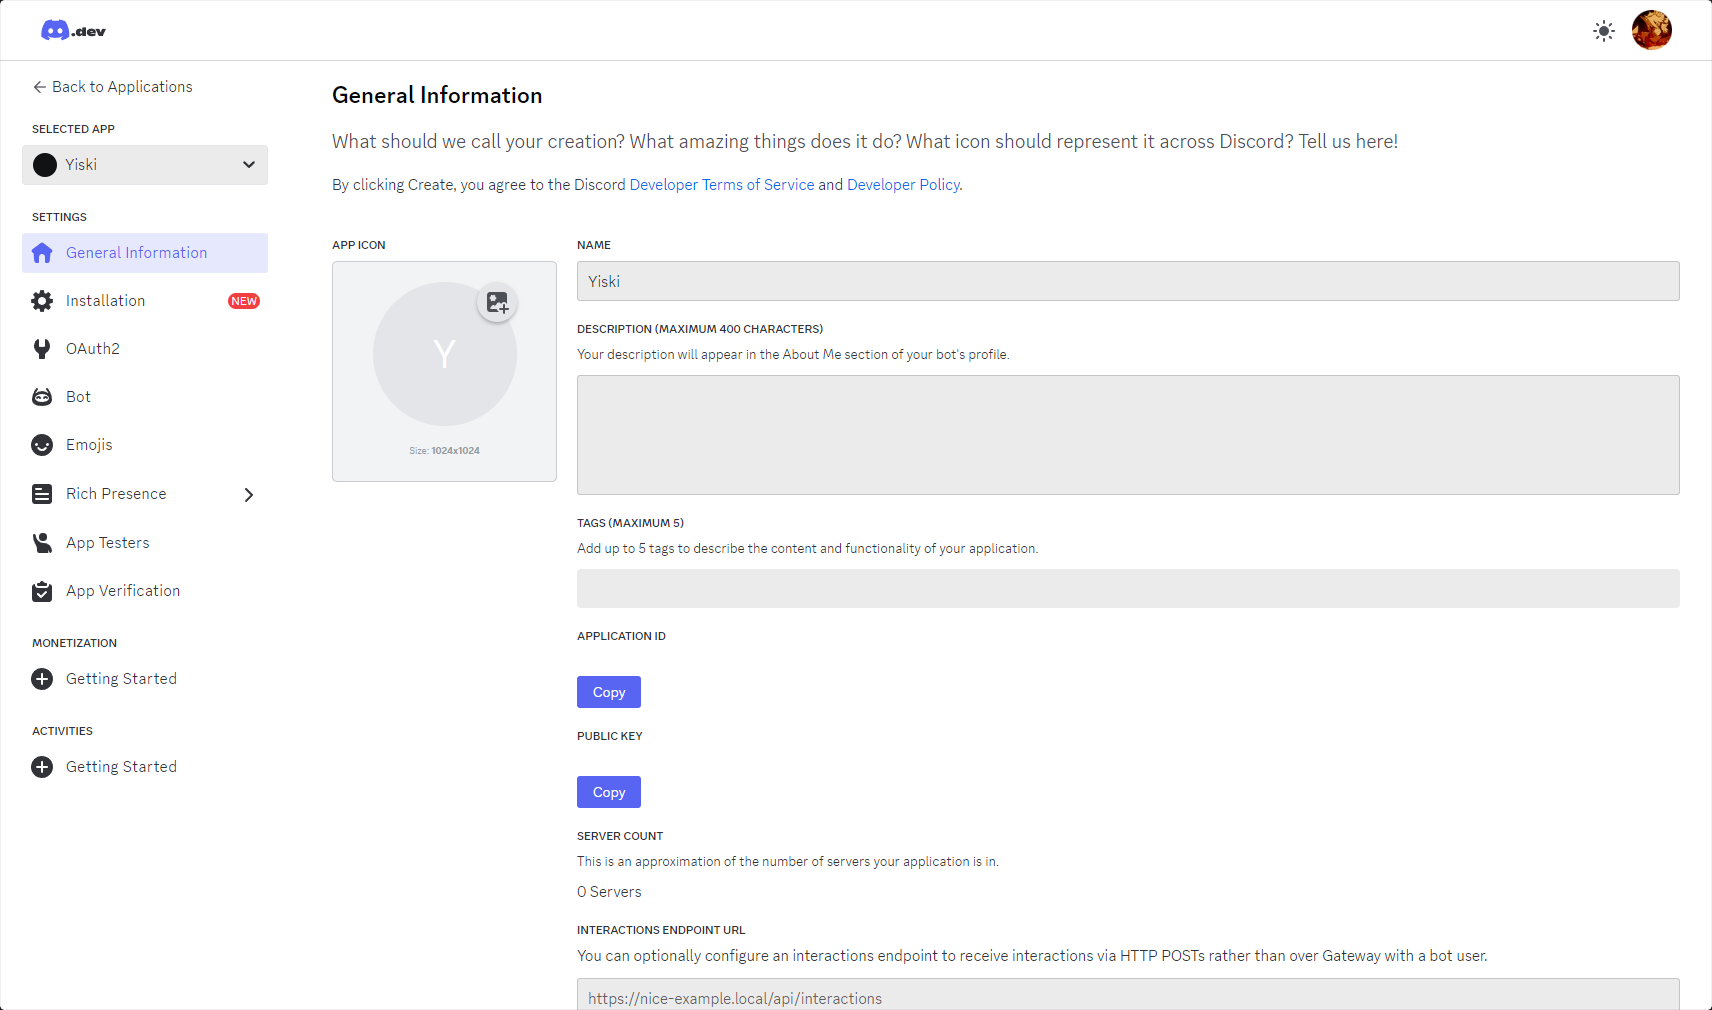 .dev
Back to Applications
SELECTED APP
Yiski
SETTINGS
General Information
Installation
NEW
OAuth2
Bot
Emojis
Rich Presence
App Testers
App Verification
MONETIZATION
Getting Started
ACTIVITIES
Getting Started
General Information
What should we call your creation? What amazing things does it do? What icon should represent it across Discord? Tell us here!
By clicking Create, you agree to the Discord Developer Terms of Service and Developer Policy.
APP ICON
Y
Size: 1024x1024
NAME
Yiski
DESCRIPTION (MAXIMUM 400 CHARACTERS)
Your description will appear in the About Me section of your bot's profile.
TAGS (MAXIMUM 5)
Add up to 5 tags to describe the content and functionality of your application.
APPLICATION ID
Copy
PUBLIC KEY
Copy
SERVER COUNT
This is an approximation of the number of servers your application is in.
0 Servers
INTERACTIONS ENDPOINT URL
You can optionally configure an interactions endpoint to receive interactions via HTTP POSTs rather than over Gateway with a bot user.
https://nice-example.local/api/interactions